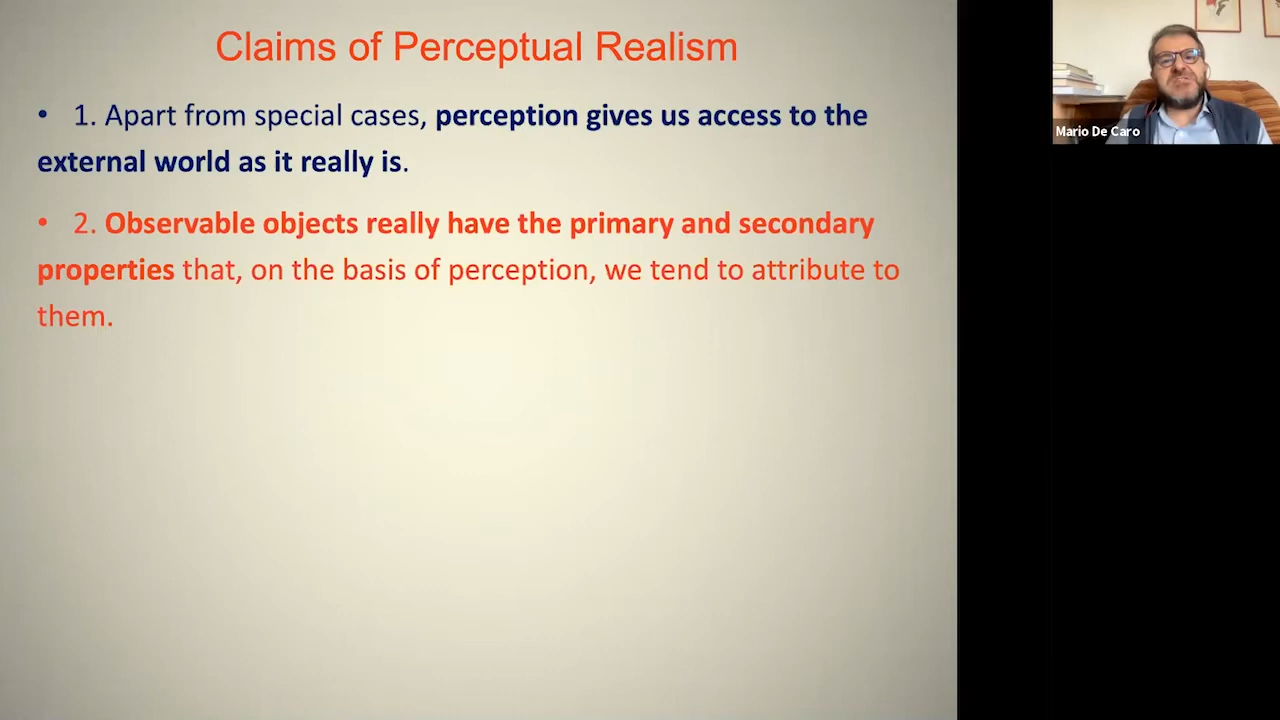 Claims of Perceptual Realism
• 1. Apart from special cases, perception gives us access to the
external world as it really is.
• 2. Observable objects really have the primary and secondary
properties that, on the basis of perception, we tend to attribute to
them.
Mario De Caro